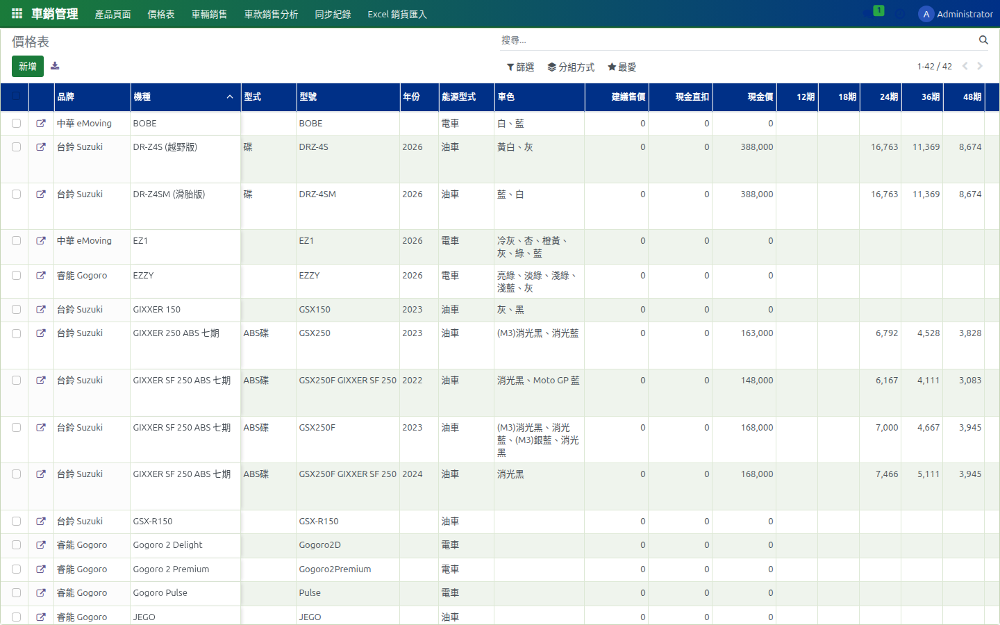 車銷管理 產品頁面 價格表 車輛銷售 車款銷售分析 同步紀錄 Excel 銷貨匯入 1 A Administrator
價格表 搜尋...
新增 篩選 分組方式 最愛 1-42 / 42
品牌 機種 型式 型號 年份 能源型式 車色 建議售價 現金直扣 現金價 12期 18期 24期 36期 48期
中華 eMoving BOBE BOBE 電車 白、藍 0 0 0
台鈴 Suzuki DR-Z4S (越野版) 碟 DRZ-4S 2026 油車 黃白、灰 0 0 388,000 16,763 11,369 8,674
台鈴 Suzuki DR-Z4SM (滑胎版) 碟 DRZ-4SM 2026 油車 藍、白 0 0 388,000 16,763 11,369 8,674
中華 eMoving EZ1 EZ1 2026 電車 冷灰、杏、橙黃、 0 0 0
灰、綠、藍
睿能 Gogoro EZZY EZZY 2026 電車 亮綠、淡綠、淺綠、 0 0 0
淺藍、灰
台鈴 Suzuki GIXXER 150 GSX150 2023 油車 灰、黑 0 0 0
台鈴 Suzuki GIXXER 250 ABS 七期 ABS碟 GSX250 2023 油車 (M3)消光黑、消光藍 0 0 163,000 6,792 4,528 3,828
台鈴 Suzuki GIXXER SF 250 ABS 七期 ABS碟 GSX250F GIXXER SF 250 2022 油車 消光黑、Moto GP 藍 0 0 148,000 6,167 4,111 3,083
台鈴 Suzuki GIXXER SF 250 ABS 七期 ABS碟 GSX250F 2023 油車 (M3)消光黑、消光 0 0 168,000 7,000 4,667 3,945
藍、(M3)銀藍、消光
黑
台鈴 Suzuki GIXXER SF 250 ABS 七期 ABS碟 GSX250F GIXXER SF 250 2024 油車 消光黑 0 0 168,000 7,466 5,111 3,945
台鈴 Suzuki GSX-R150 GSX-R150 油車 0 0 0
睿能 Gogoro Gogoro 2 Delight Gogoro2D 電車 0 0 0
睿能 Gogoro Gogoro 2 Premium Gogoro2Premium 電車 0 0 0
睿能 Gogoro Gogoro Pulse Pulse 電車 0 0 0
睿能 Gogoro JEGO JEGO 油車 0 0 0